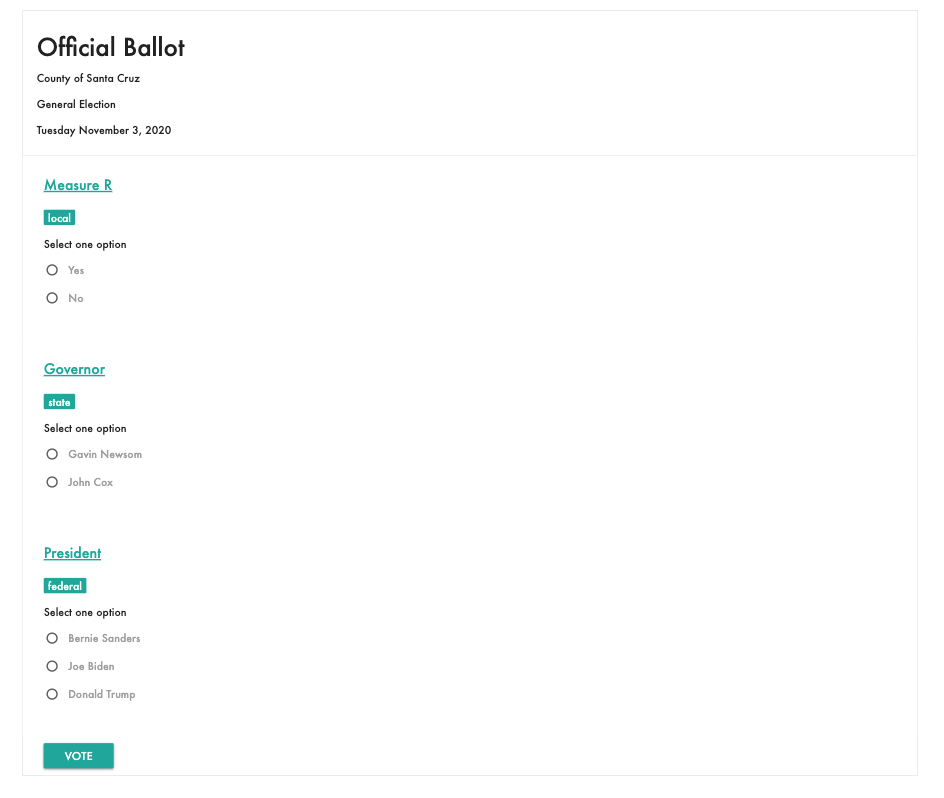 Official Ballot
County of Santa Cruz
General Election
Tuesday November 3, 2020
Measure R
local
Select one option
Yes
No
Governor
state
Select one option
Gavin Newsom
John Cox
President
federal
Select one option
Bernie Sanders
Joe Biden
Donald Trump
VOTE